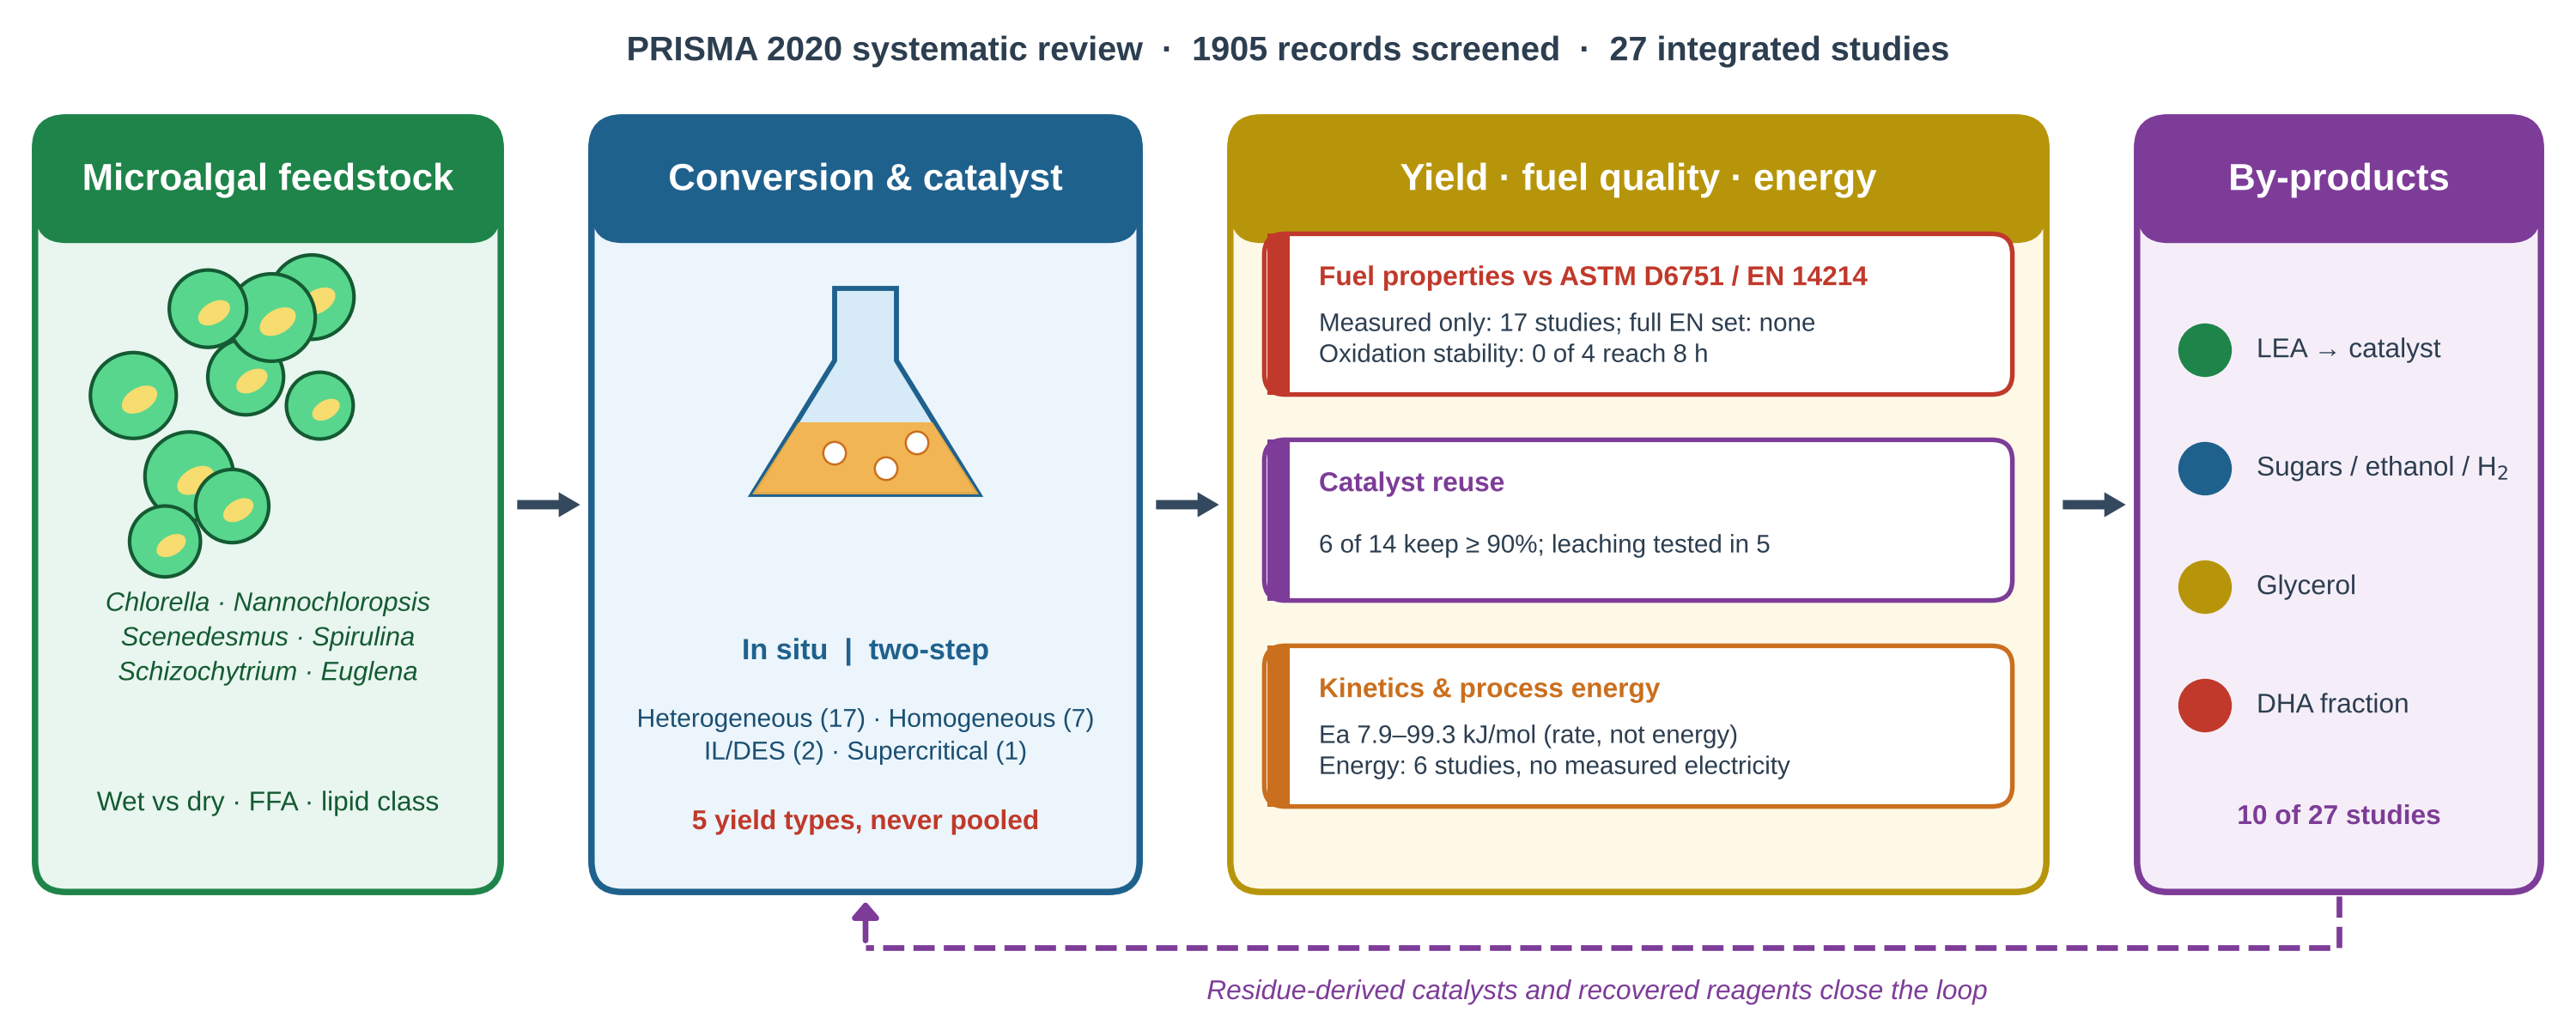 PRISMA 2020 systematic review · 1905 records screened · 27 integrated studies
Microalgal feedstock
Chlorella · Nannochloropsis
Scenedesmus · Spirulina
Schizochytrium · Euglena
Wet vs dry · FFA · lipid class
Conversion & catalyst
In situ | two-step
Heterogeneous (17) · Homogeneous (7)
IL/DES (2) · Supercritical (1)
5 yield types, never pooled
Yield · fuel quality · energy
Fuel properties vs ASTM D6751 / EN 14214
Measured only: 17 studies; full EN set: none
Oxidation stability: 0 of 4 reach 8 h
Catalyst reuse
6 of 14 keep ≥ 90%; leaching tested in 5
Kinetics & process energy
Ea 7.9–99.3 kJ/mol (rate, not energy)
Energy: 6 studies, no measured electricity
By-products
LEA → catalyst
Sugars / ethanol / H₂
Glycerol
DHA fraction
10 of 27 studies
Residue-derived catalysts and recovered reagents close the loop